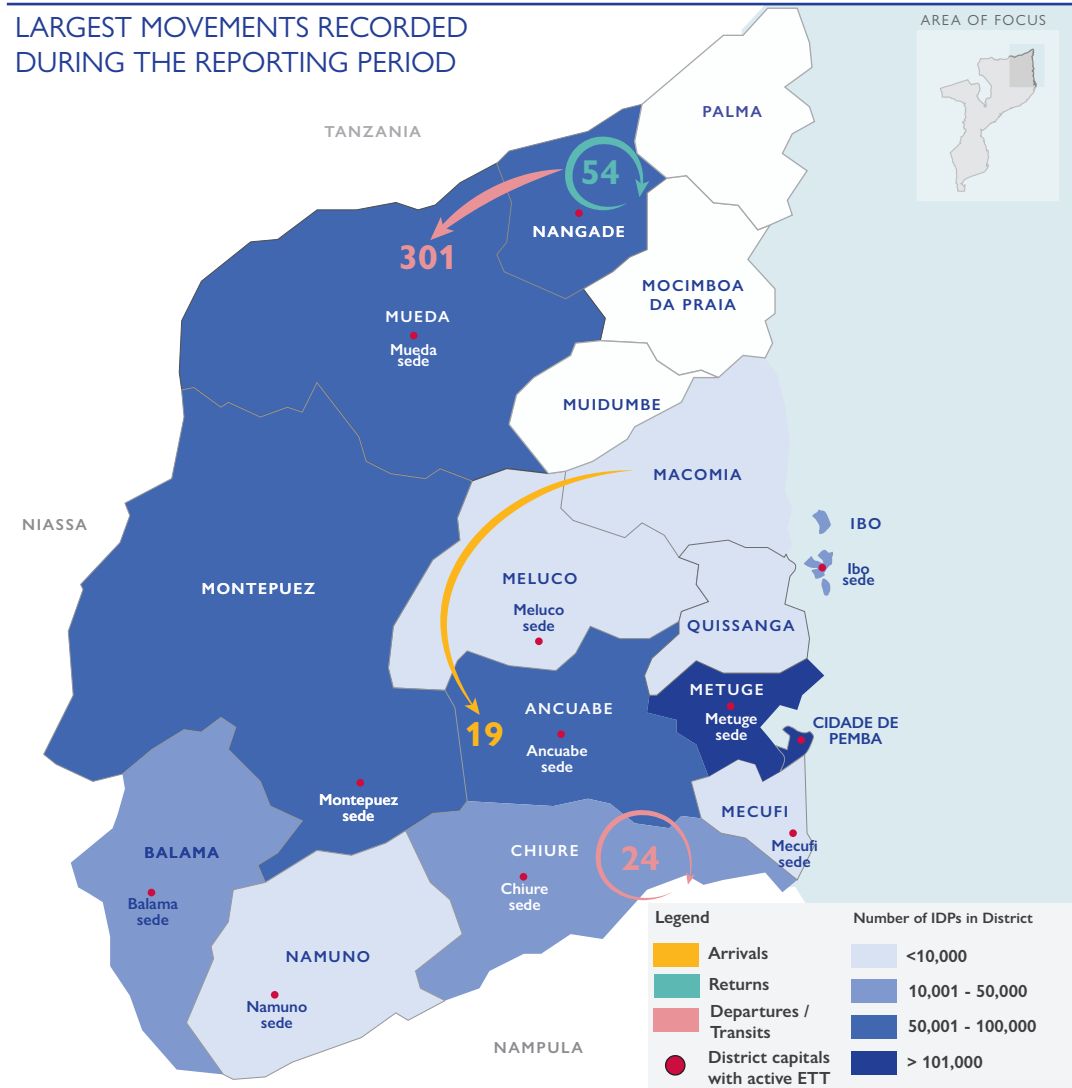 LARGEST MOVEMENTS RECORDED
DURING THE REPORTING PERIOD
AREA OF FOCUS
TANZANIA
PALMA
54
NANGADE
301
MOCIMBOA
DA PRAIA
MUEDA
Mueda
sede
MUIDUMBE
MACOMIA
NIASSA
IBO
Ibo
sede
MONTEPUEZ
MELUCO
Meluco
sede
QUISSANGA
METUGE
Metuge
sede
ANCUABE
19
Ancuabe
sede
CIDADE DE
PEMBA
Montepuez
sede
MECUFI
Mecufi
sede
BALAMA
Balama
sede
CHIURE
24
Chiure
sede
NAMUNO
Namuno
sede
NAMPULA
Legend
Arrivals
Returns
Departures /
Transits
District capitals
with active ETT
Number of IDPs in District
<10,000
10,001 - 50,000
50,001 - 100,000
> 101,000